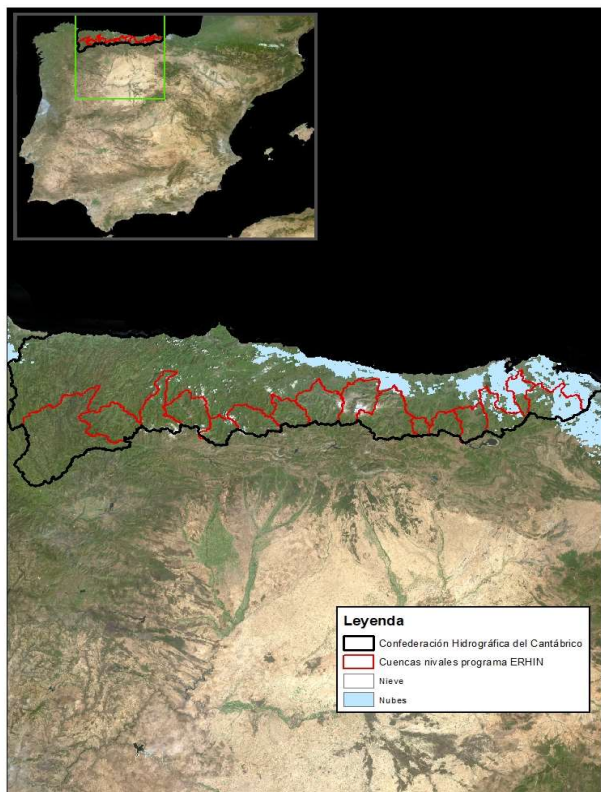 Leyenda
Confederación Hidrográfica del Cantábrico
Cuencas nivales programa ERHIN
Nieve
Nubes